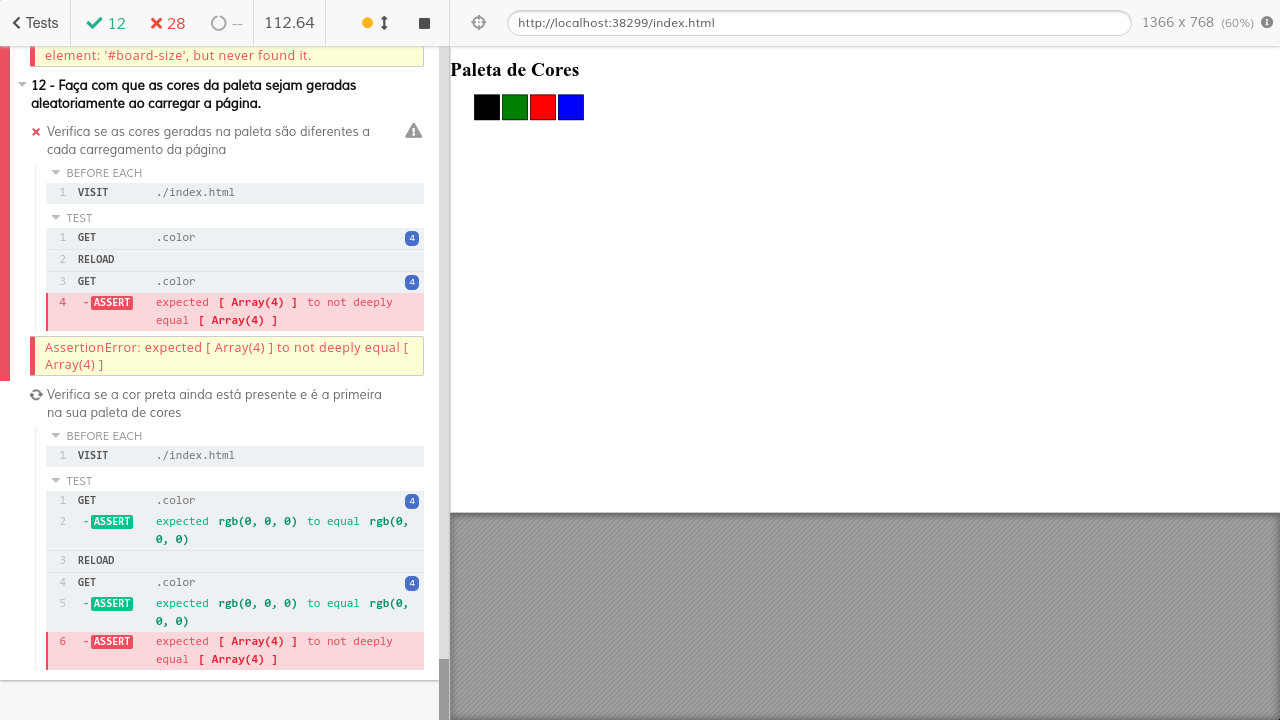 Tests 12 28 -- 112.64 http://localhost:38299/index.html 1366 x 768 (60%)
element: '#board-size', but never found it.
12 - Faça com que as cores da paleta sejam geradas
aleatoriamente ao carregar a página.
Verifica se as cores geradas na paleta são diferentes a
cada carregamento da página
BEFORE EACH
1 VISIT ./index.html
TEST
1 GET .color 4
2 RELOAD
3 GET .color 4
4 -ASSERT expected [ Array(4) ] to not deeply
equal [ Array(4) ]
AssertionError: expected [ Array(4) ] to not deeply equal [
Array(4) ]
Verifica se a cor preta ainda está presente e é a primeira
na sua paleta de cores
BEFORE EACH
1 VISIT ./index.html
TEST
1 GET .color 4
2 -ASSERT expected rgb(0, 0, 0) to equal rgb(0,
0, 0)
3 RELOAD
4 GET .color 4
5 -ASSERT expected rgb(0, 0, 0) to equal rgb(0,
0, 0)
6 -ASSERT expected [ Array(4) ] to not deeply
equal [ Array(4) ]
Paleta de Cores